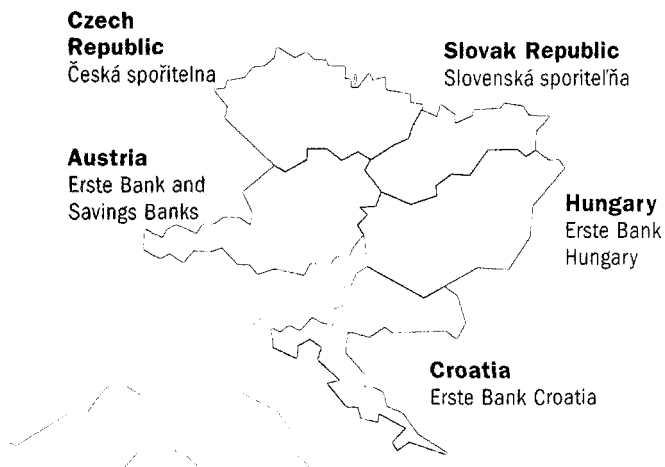 Czech
Republic
Česká spořitelna
Slovak Republic
Slovenská sporiteľňa
Austria
Erste Bank and
Savings Banks
Hungary
Erste Bank
Hungary
Croatia
Erste Bank Croatia